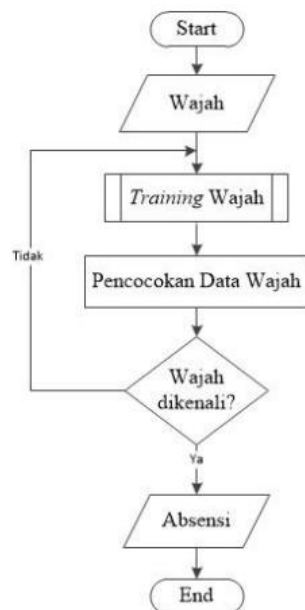 Start
Wajah
Training Wajah
Tidak
Pencocokan Data Wajah
Wajah
dikenali?
Ya
Absensi
End